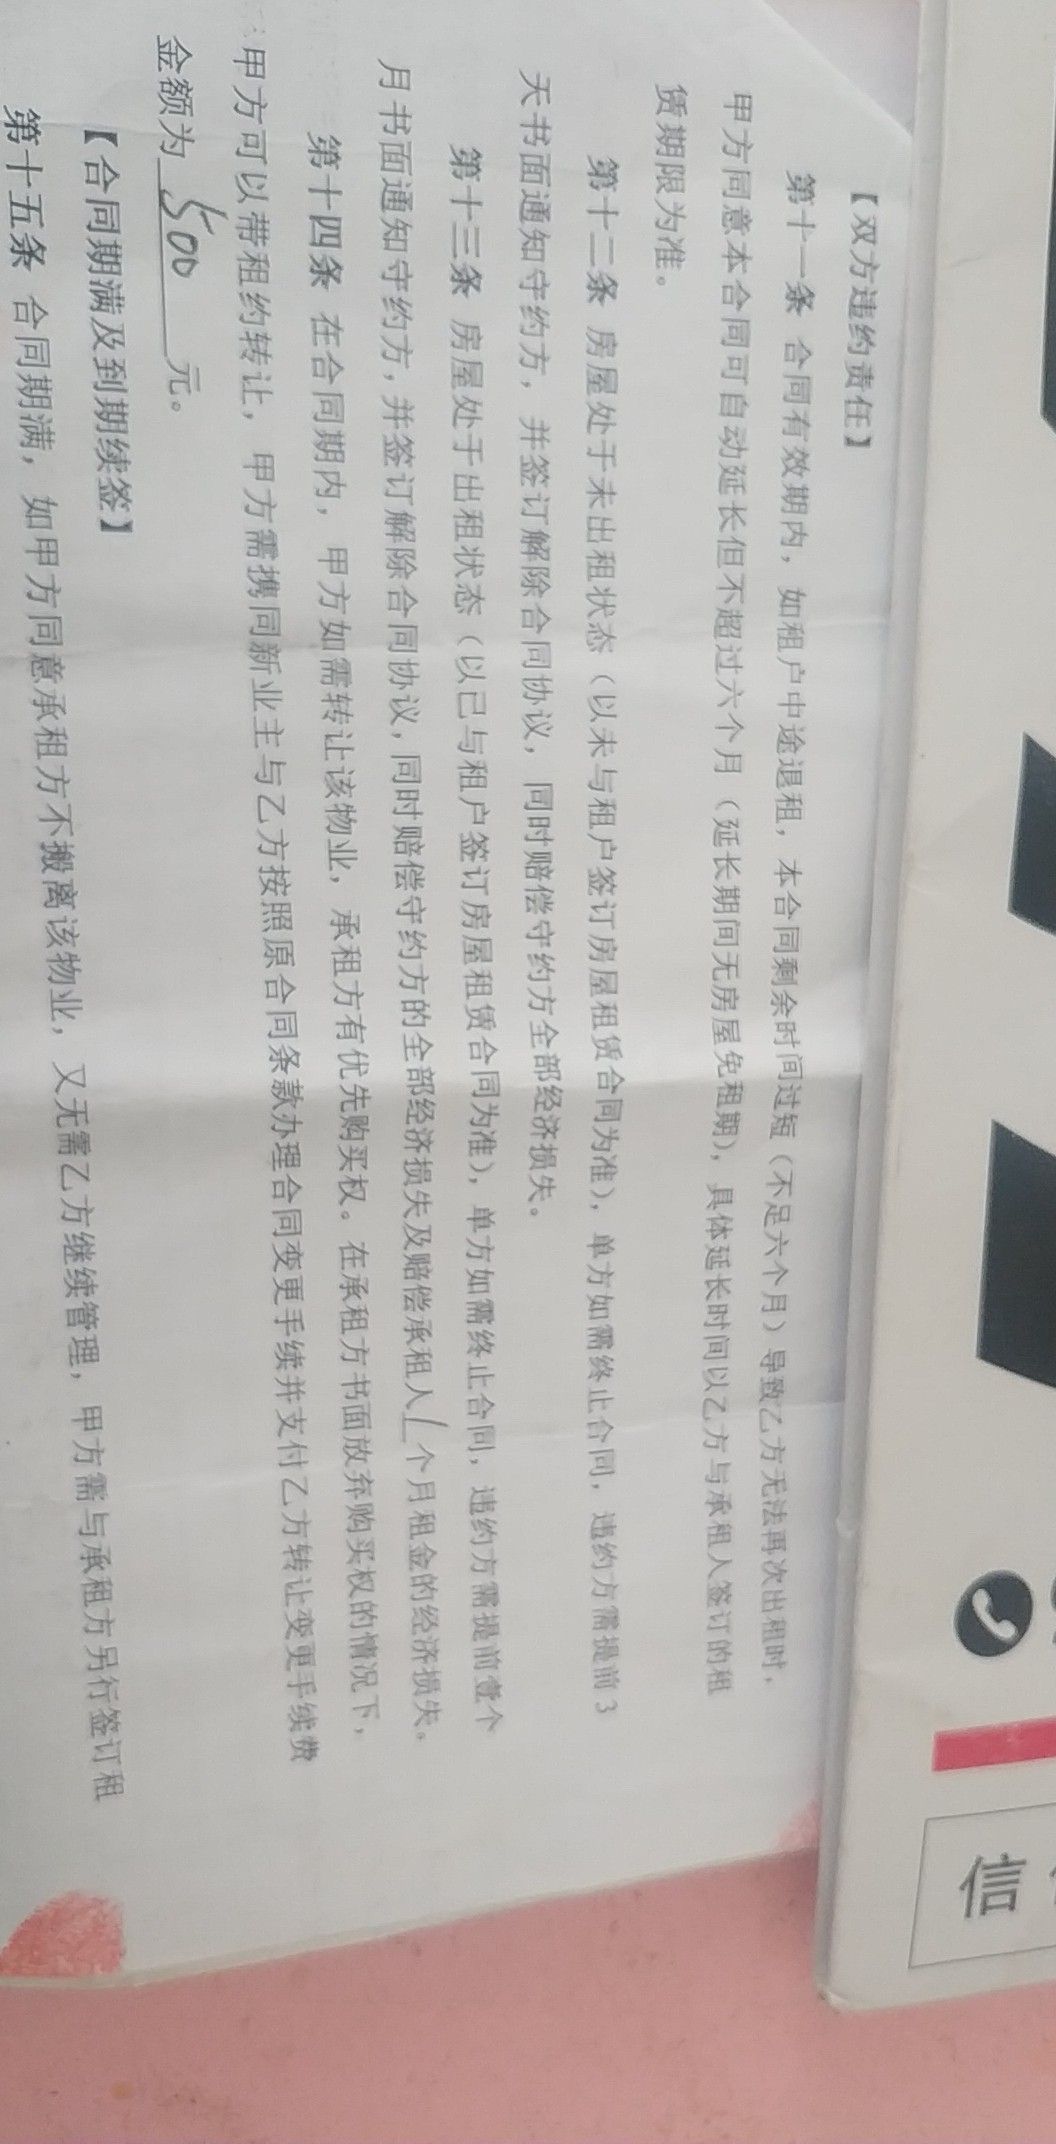 【双方违约责任】
第十一条 合同有效期内，如租户中途退租，本合同剩余时间过短（不足六个月）导致乙方无法再次出租时，
甲方同意本合同可自动延长但不超过六个月（延长期间无房屋免租期），具体延长时间以乙方与承租人签订的租
赁期限为准。
第十二条 房屋处于未出租状态（以未与租户签订房屋租赁合同为准），单方如需终止合同，违约方需提前3
天书面通知守约方，并签订解除合同协议，同时赔偿守约方全部经济损失。
第十三条 房屋处于出租状态（以已与租户签订房屋租赁合同为准），单方如需终止合同，违约方需提前壹个
月书面通知守约方，并签订解除合同协议，同时赔偿守约方的全部经济损失及赔偿承租人1个月租金的经济损失。
第十四条 在合同期内，甲方如需转让该物业，承租方有优先购买权。在承租方书面放弃购买权的情况下，
甲方可以带租约转让，甲方需携同新业主与乙方按照原合同条款办理合同变更手续并支付乙方转让变更手续费
金额为 500 元。
【合同期满及到期续签】
第十五条 合同期满，如甲方同意承租方不搬离该物业，又无需乙方继续管理，甲方需与承租方另行签订租
信